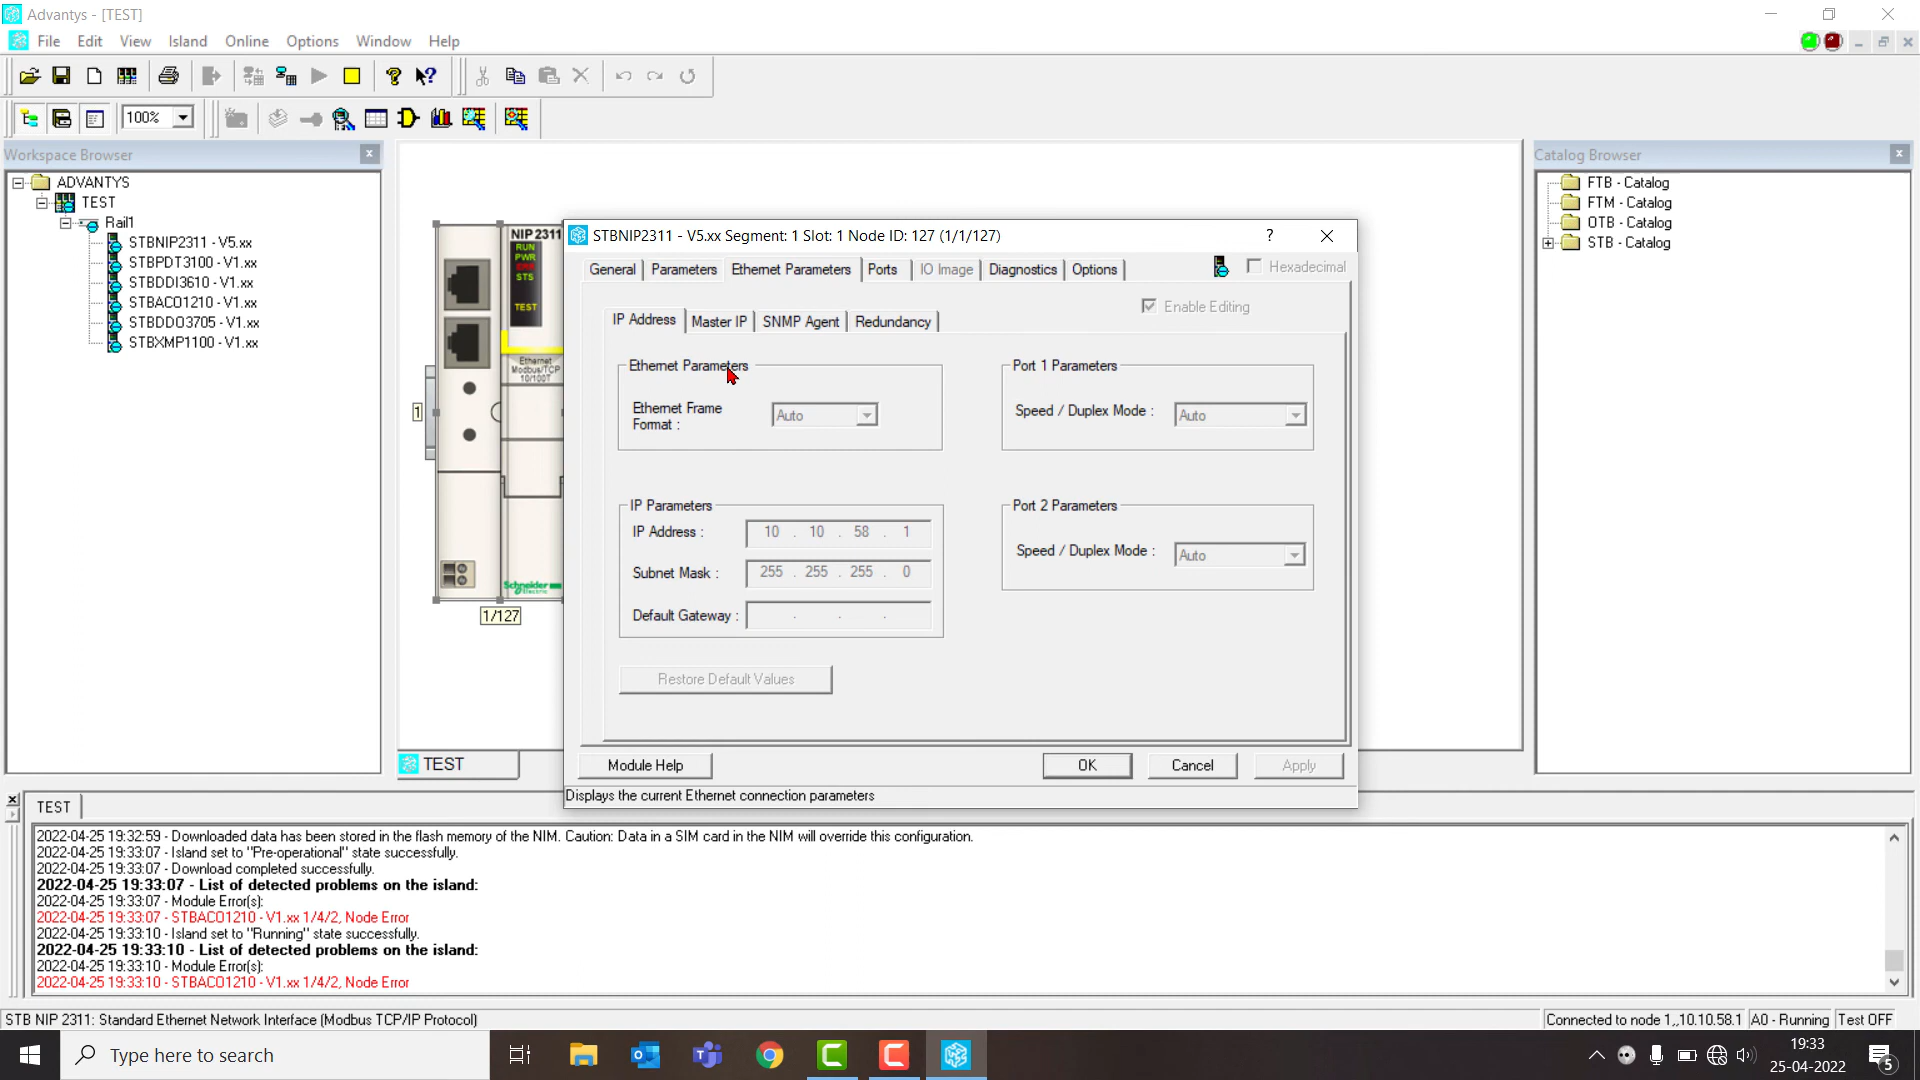 Advantys - [TEST]
File Edit View Island Online Options Window Help
100%
Workspace Browser
ADVANTYS
TEST
Rail1
STBNIP2311 - V5.xx
STBPDT3100 - V1.xx
STBDDI3610 - V1.xx
STBACO1210 - V1.xx
STBDDO3705 - V1.xx
STBXMP1100 - V1.xx
NIP 2311
RUN
PWR
STS
TEST
Ethernet
Modbus/TCP
10/100T
1
Schneider
Electric
1/127
TEST
STBNIP2311 - V5.xx Segment: 1 Slot: 1 Node ID: 127 (1/1/127)
General Parameters Ethernet Parameters Ports IO Image Diagnostics Options Hexadecimal
Enable Editing
IP Address Master IP SNMP Agent Redundancy
Ethernet Parameters
Ethernet Frame
Format : Auto
Port 1 Parameters
Speed / Duplex Mode : Auto
IP Parameters
IP Address : 10 . 10 . 58 . 1
Subnet Mask : 255 . 255 . 255 . 0
Default Gateway : . . .
Port 2 Parameters
Speed / Duplex Mode : Auto
Restore Default Values
Module Help OK Cancel Apply
Displays the current Ethernet connection parameters
Catalog Browser
FTB - Catalog
FTM - Catalog
OTB - Catalog
STB - Catalog
TEST
2022-04-25 19:32:59 - Downloaded data has been stored in the flash memory of the NIM. Caution: Data in a SIM card in the NIM will override this configuration.
2022-04-25 19:33:07 - Island set to "Pre-operational" state successfully.
2022-04-25 19:33:07 - Download completed successfully.
2022-04-25 19:33:07 - List of detected problems on the island:
2022-04-25 19:33:07 - Module Error(s):
2022-04-25 19:33:07 - STBACO1210 - V1.xx 1/4/2, Node Error
2022-04-25 19:33:10 - Island set to "Running" state successfully.
2022-04-25 19:33:10 - List of detected problems on the island:
2022-04-25 19:33:10 - Module Error(s):
2022-04-25 19:33:10 - STBACO1210 - V1.xx 1/4/2, Node Error
STB NIP 2311: Standard Ethernet Network Interface (Modbus TCP/IP Protocol)
Connected to node 1,,10.10.58.1 A0 - Running Test OFF
Type here to search
19:33
25-04-2022
5